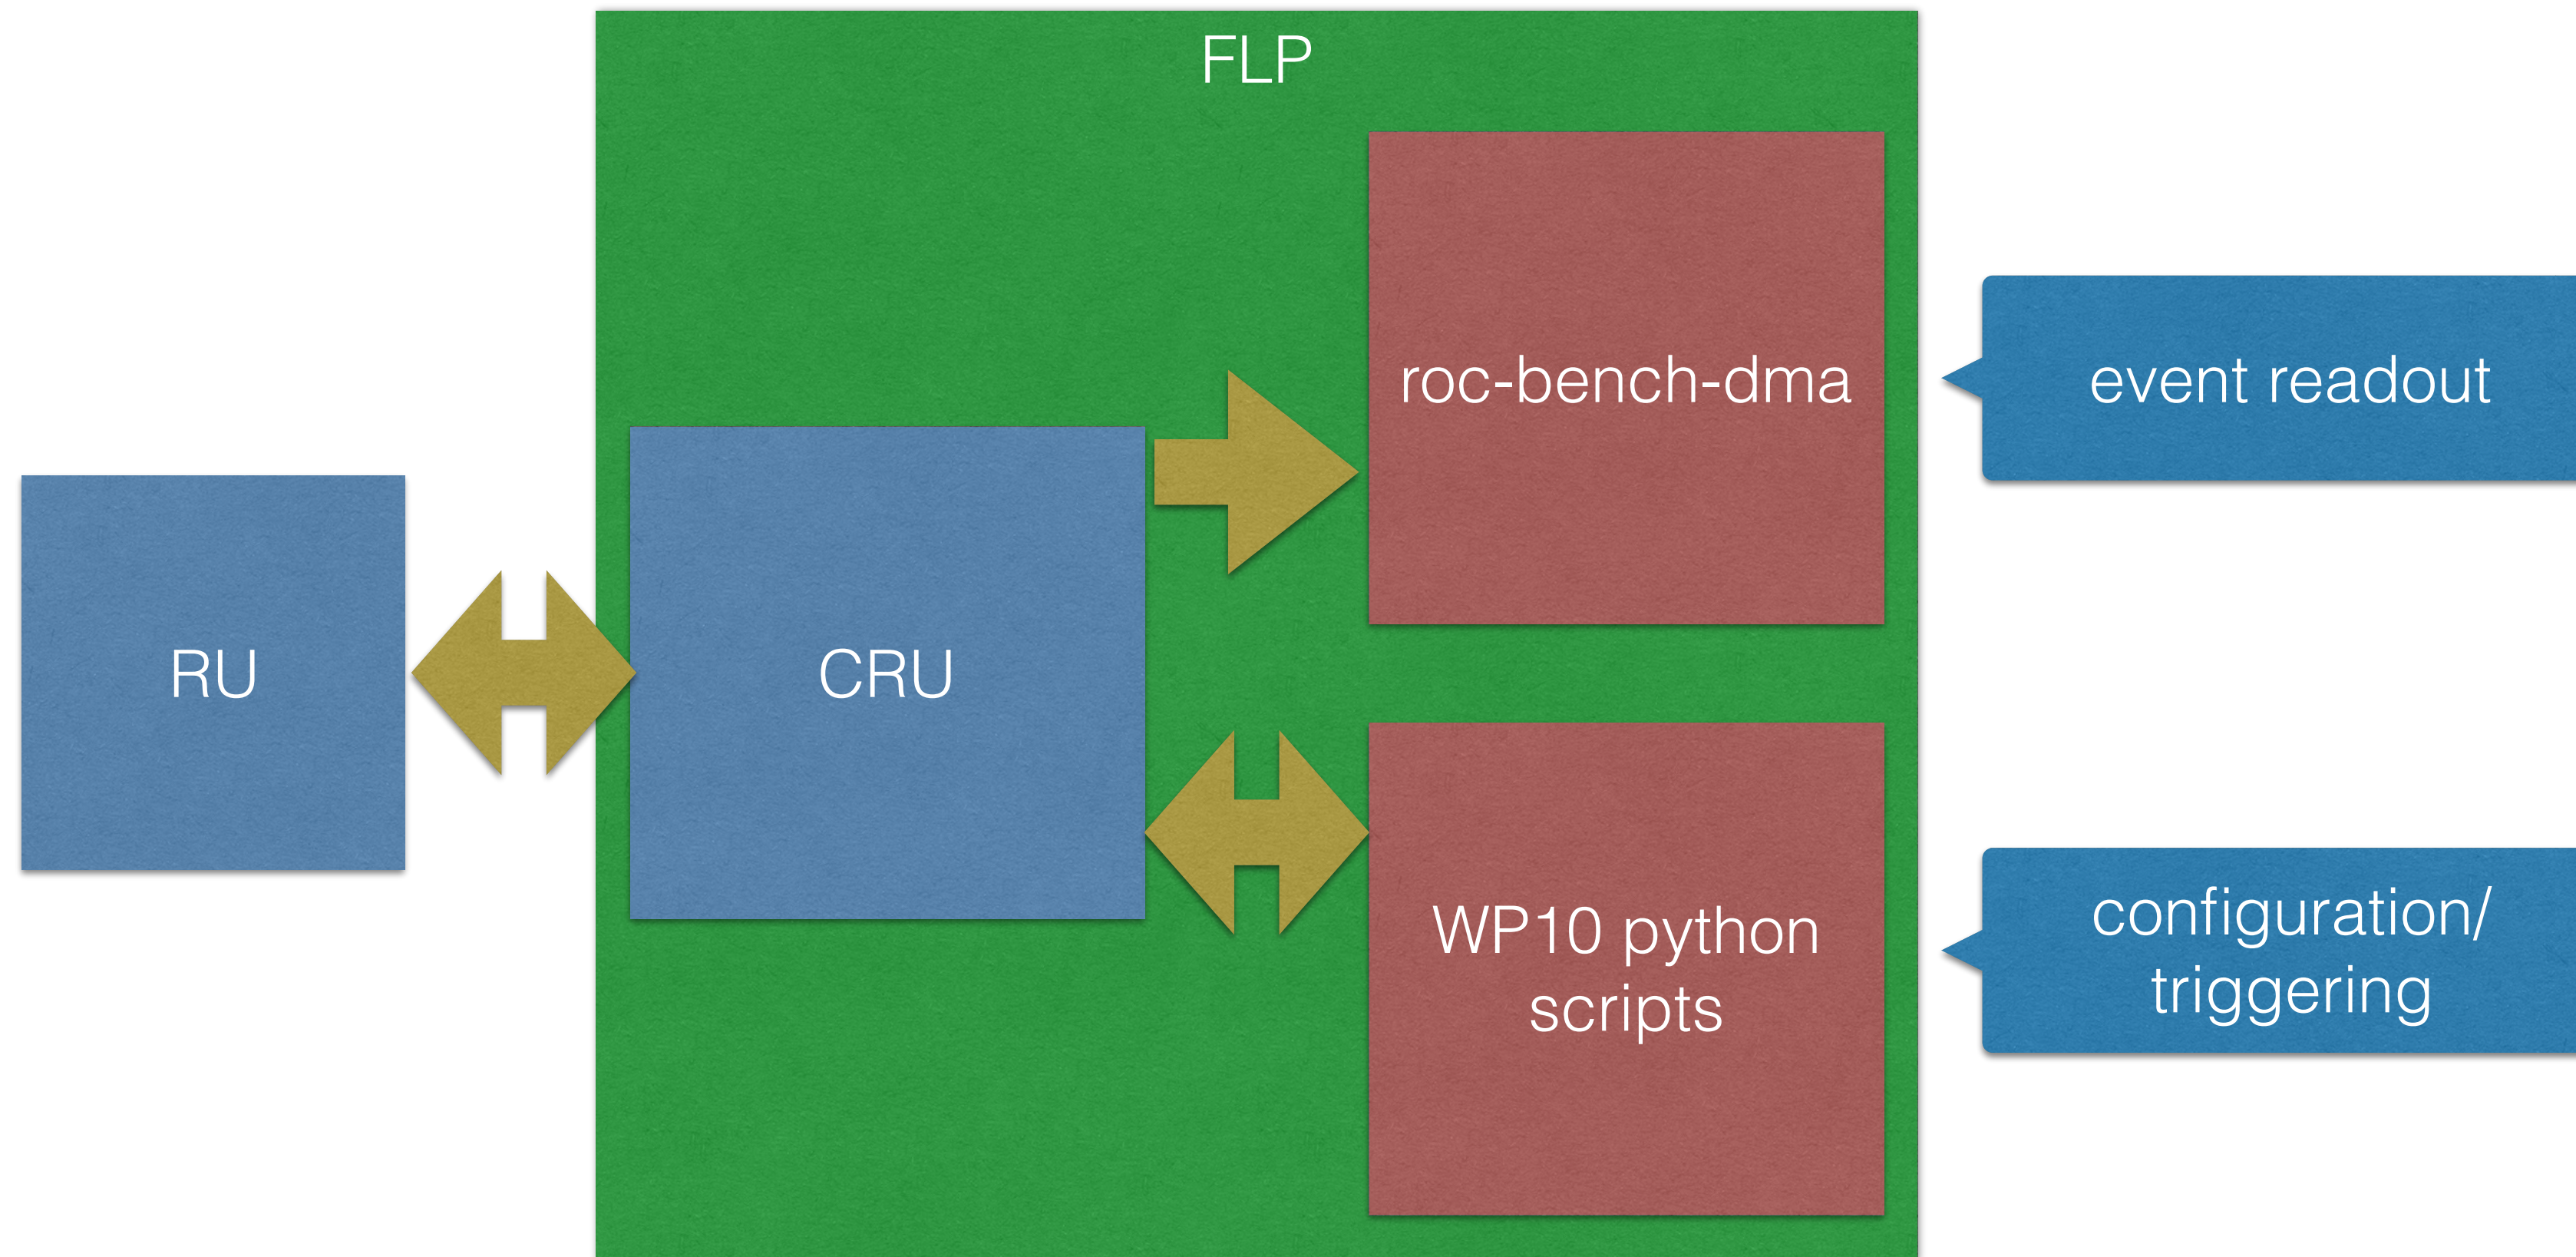 FLP
roc-bench-dma
event readout
RU
CRU
WP10 python
scripts
configuration/
triggering